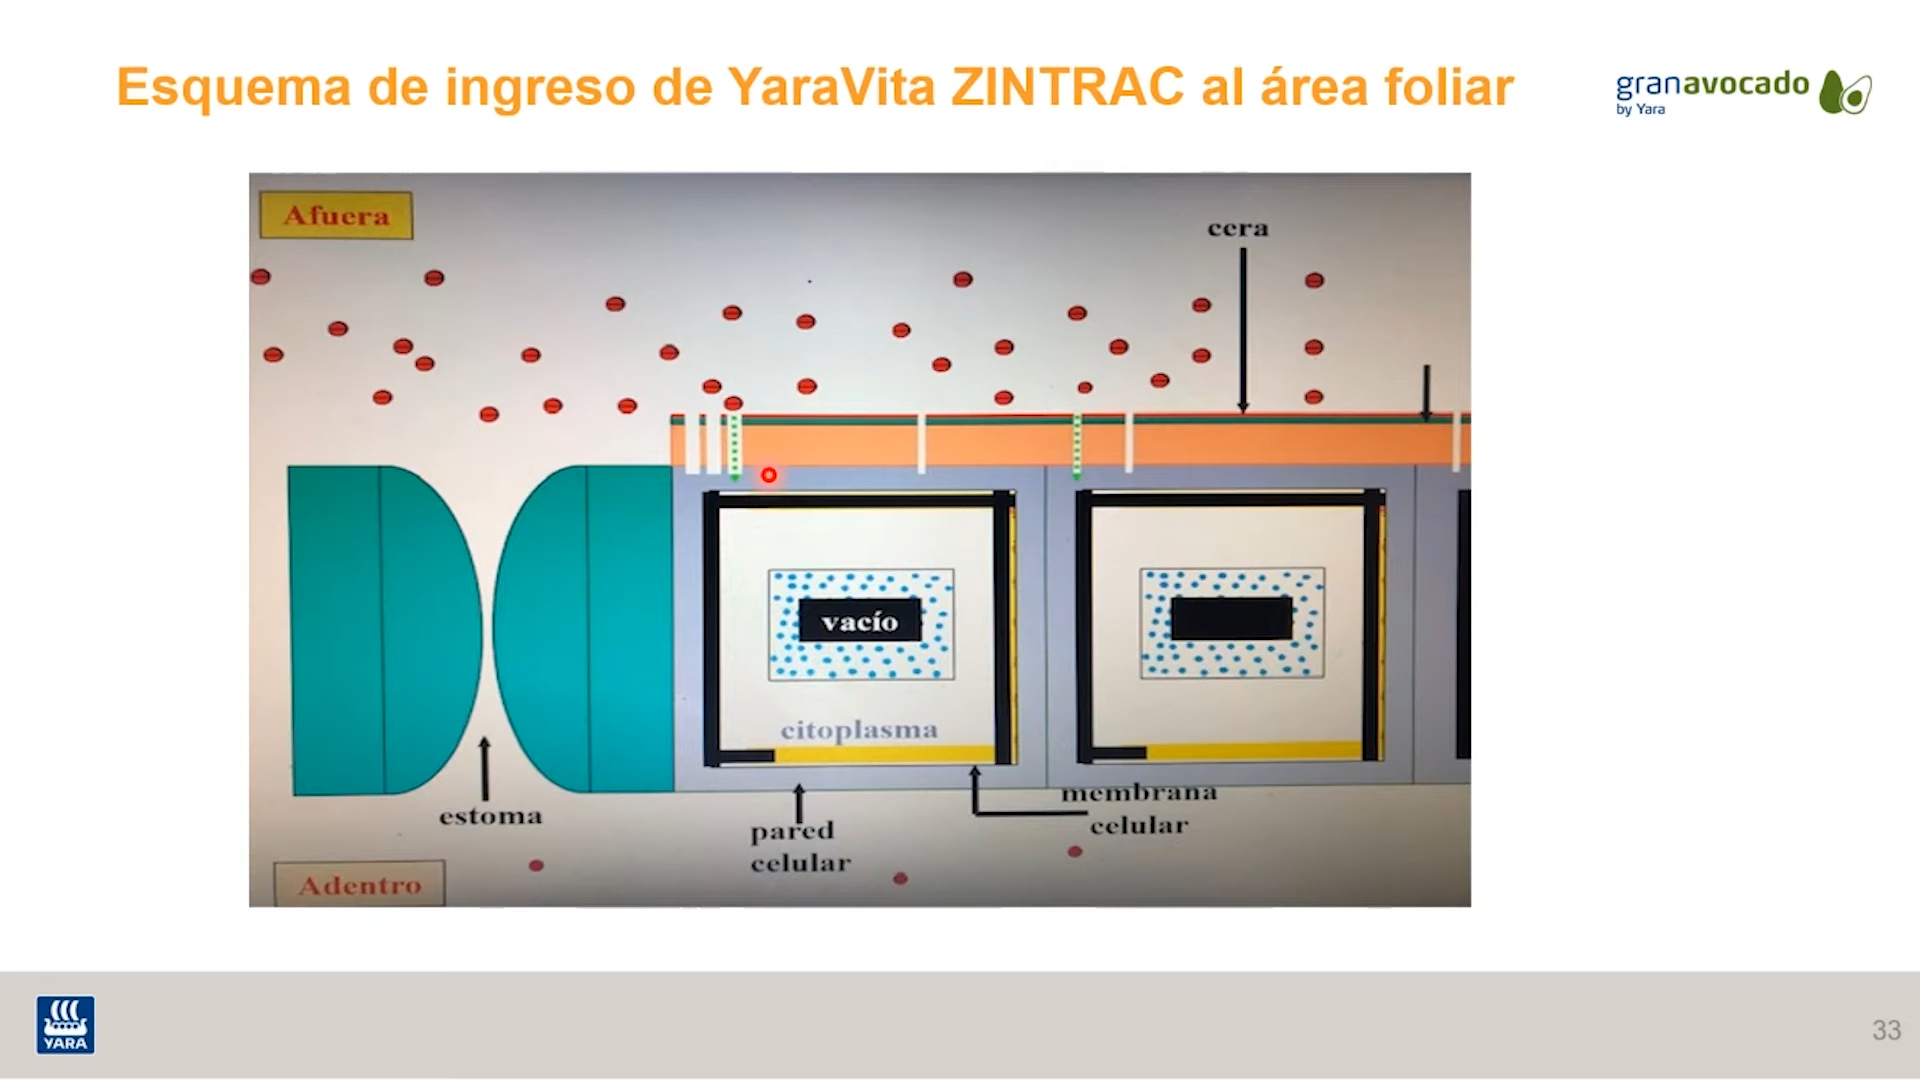 Esquema de ingreso de YaraVita ZINTRAC al área foliar
granavocado
by Yara
Afuera
cera
vacío
citoplasma
estoma
pared
celular
membrana
celular
Adentro
YARA
33